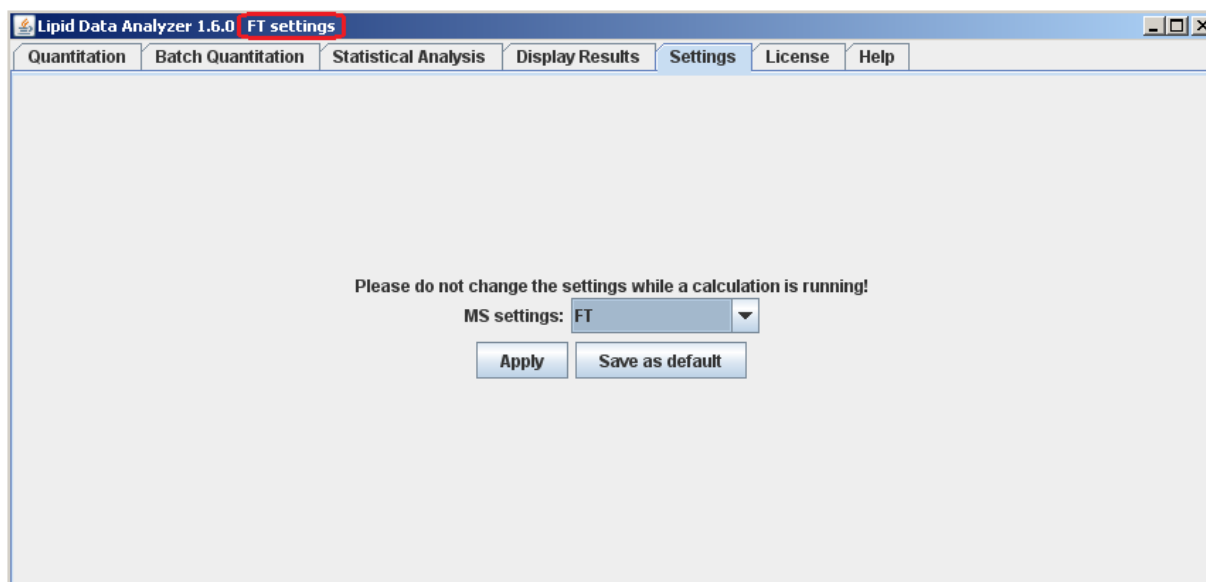 Lipid Data Analyzer 1.6.0 FT settings
Quantitation Batch Quantitation Statistical Analysis Display Results Settings License Help
Please do not change the settings while a calculation is running!
MS settings: FT
Apply Save as default